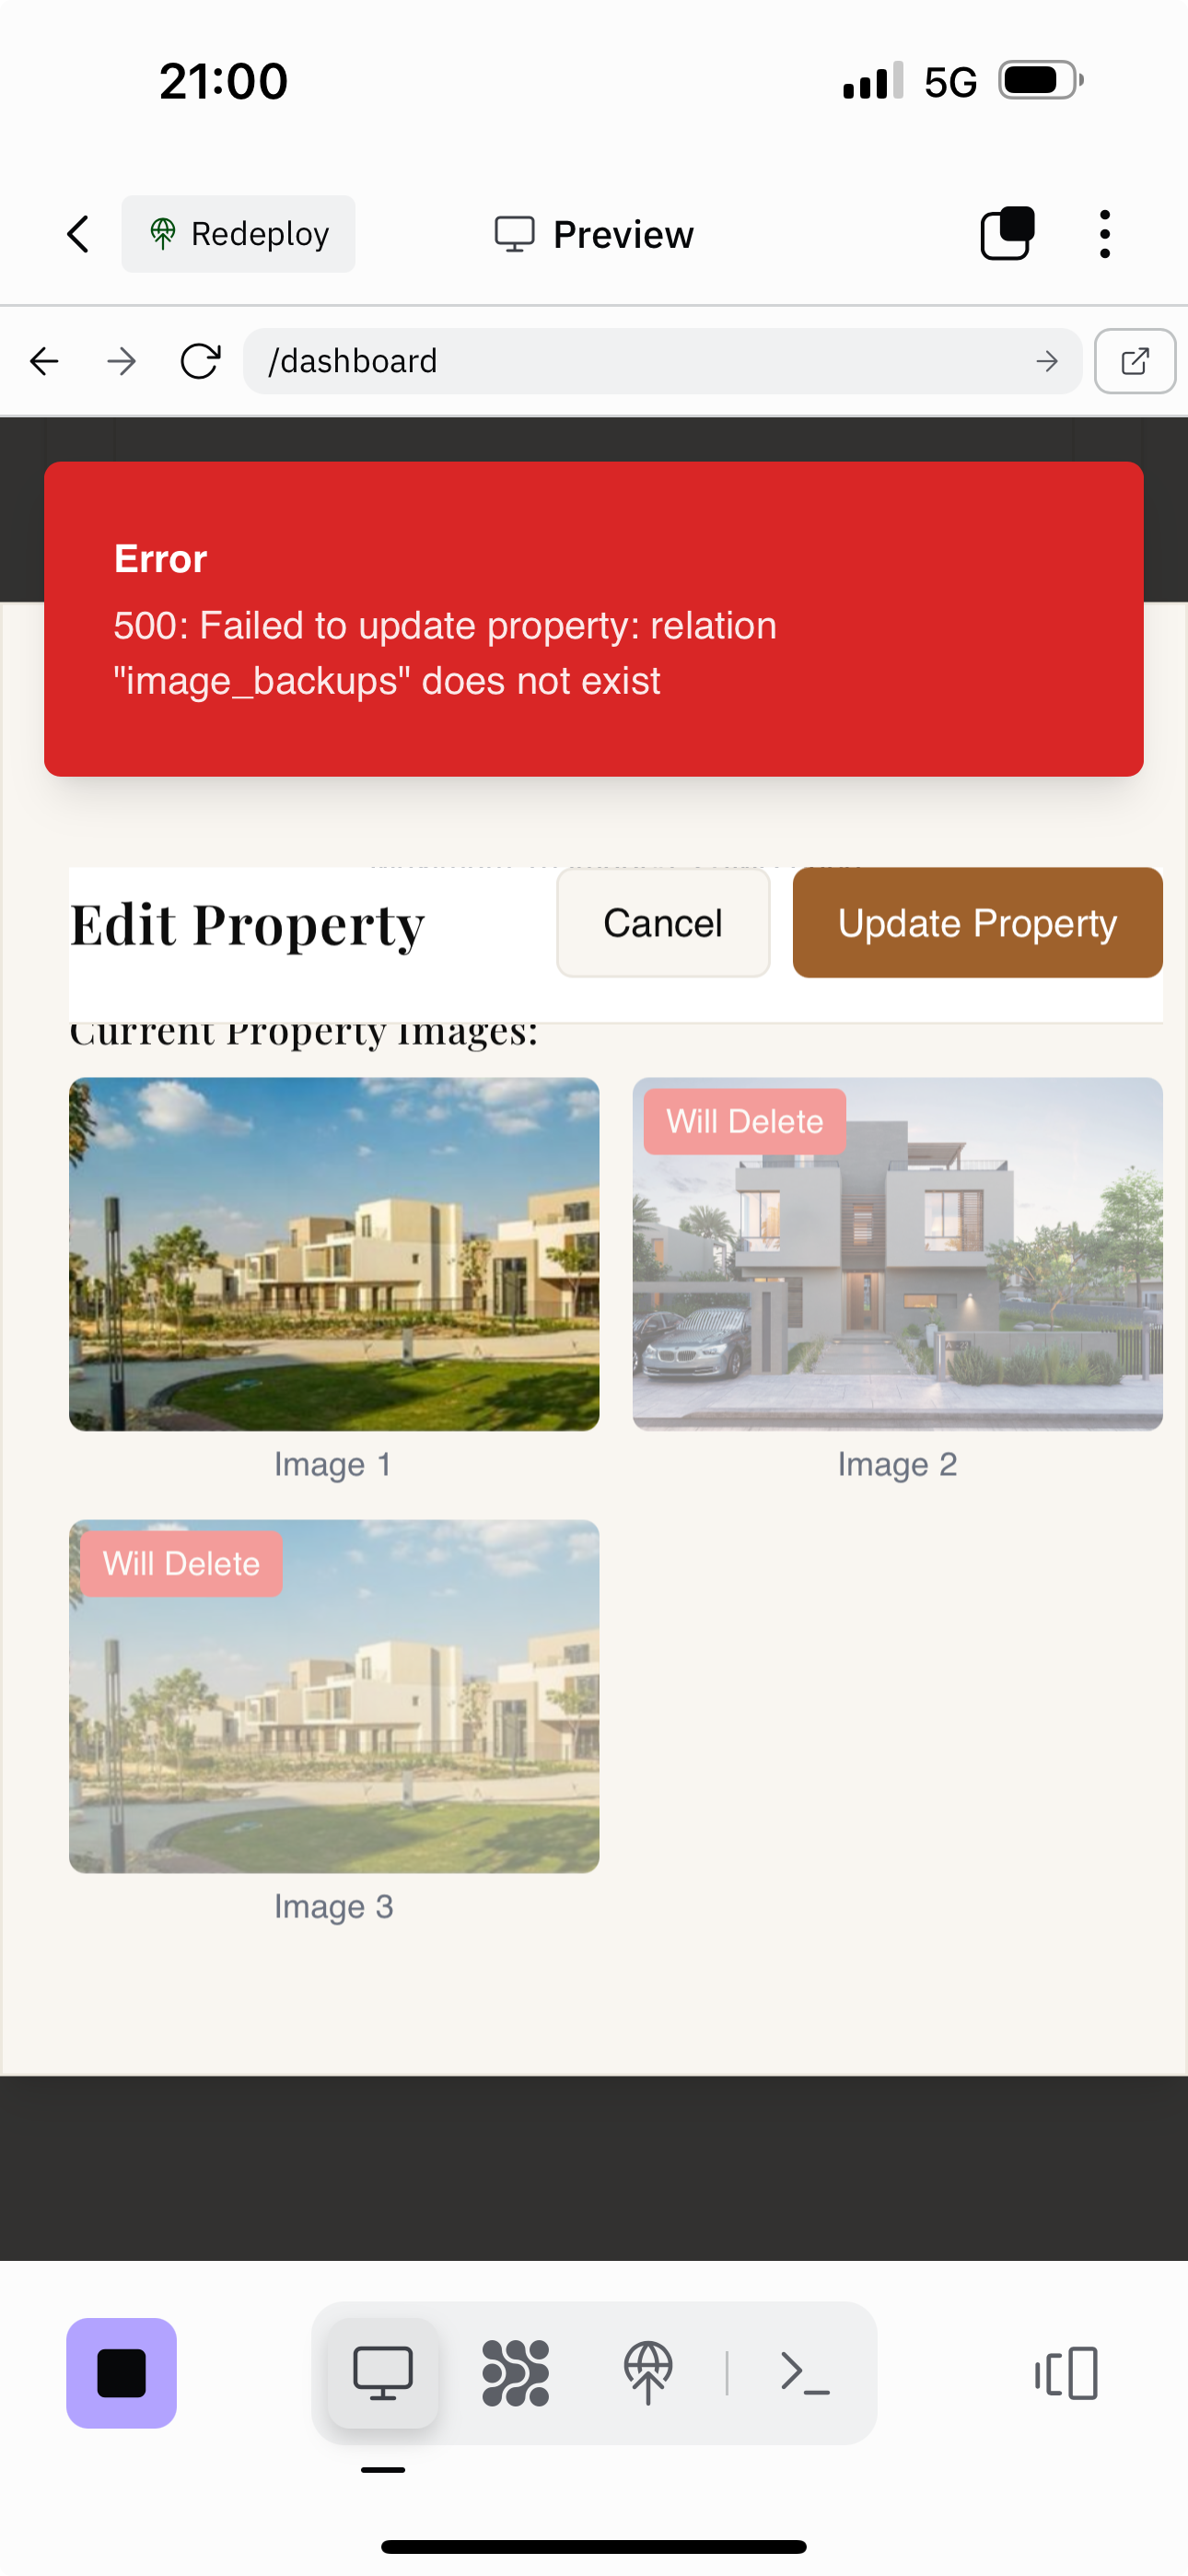 21:00
5G
Redeploy
Preview
/dashboard
Error
500: Failed to update property: relation
"image_backups" does not exist
Edit Property
Cancel
Update Property
Current Property Images:
Will Delete
Image 1
Image 2
Will Delete
Image 3